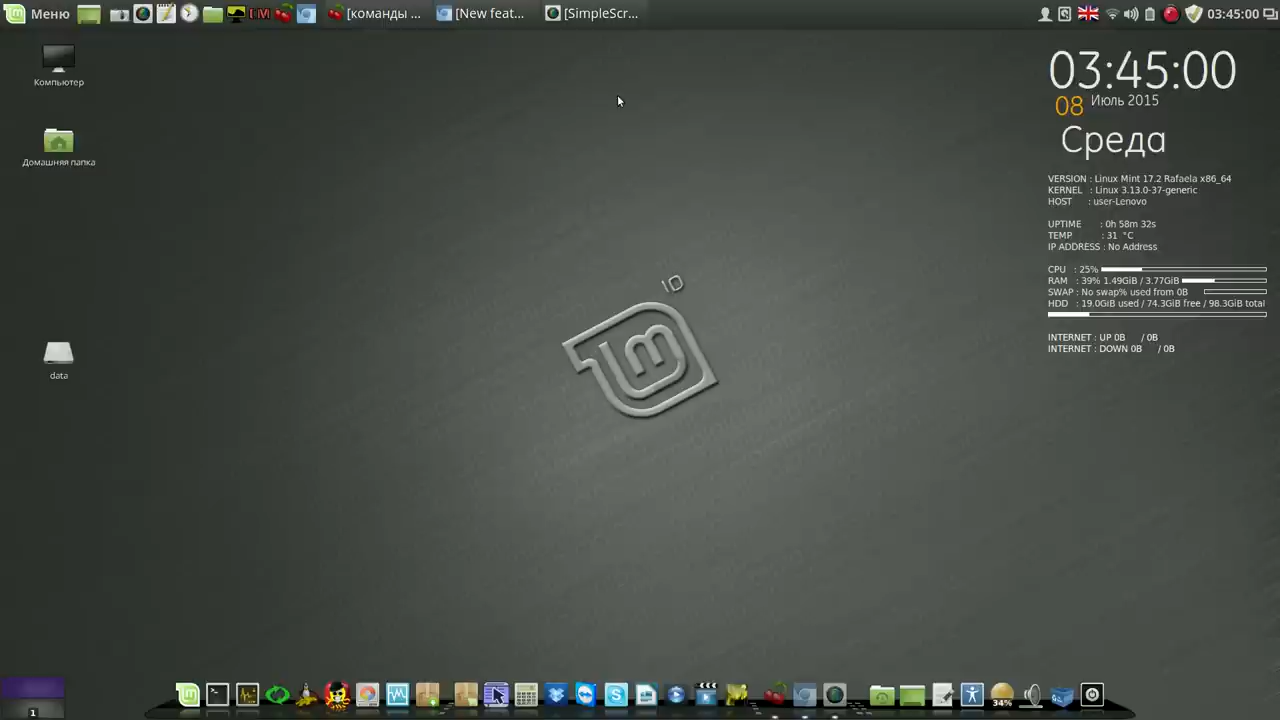 Меню
[команды ...
[New feat...
[SimpleScr...
03:45:00
Компьютер
Домашняя папка
data
03:45:00
08 Июль 2015
Среда
VERSION : Linux Mint 17.2 Rafaela x86_64
KERNEL : Linux 3.13.0-37-generic
HOST : user-Lenovo
UPTIME : 0h 58m 32s
TEMP : 31 °C
IP ADDRESS : No Address
CPU : 25%
RAM : 39% 1.49GiB / 3.77GiB
SWAP : No swap% used from 0B
HDD : 19.0GiB used / 74.3GiB free / 98.3GiB total
INTERNET : UP 0B / 0B
INTERNET : DOWN 0B / 0B
1
34%